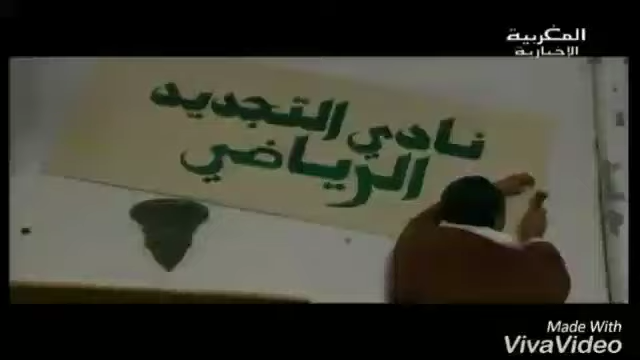 المغربية
الإخبارية
نادي التجديد
الرياضي
Made With
VivaVideo